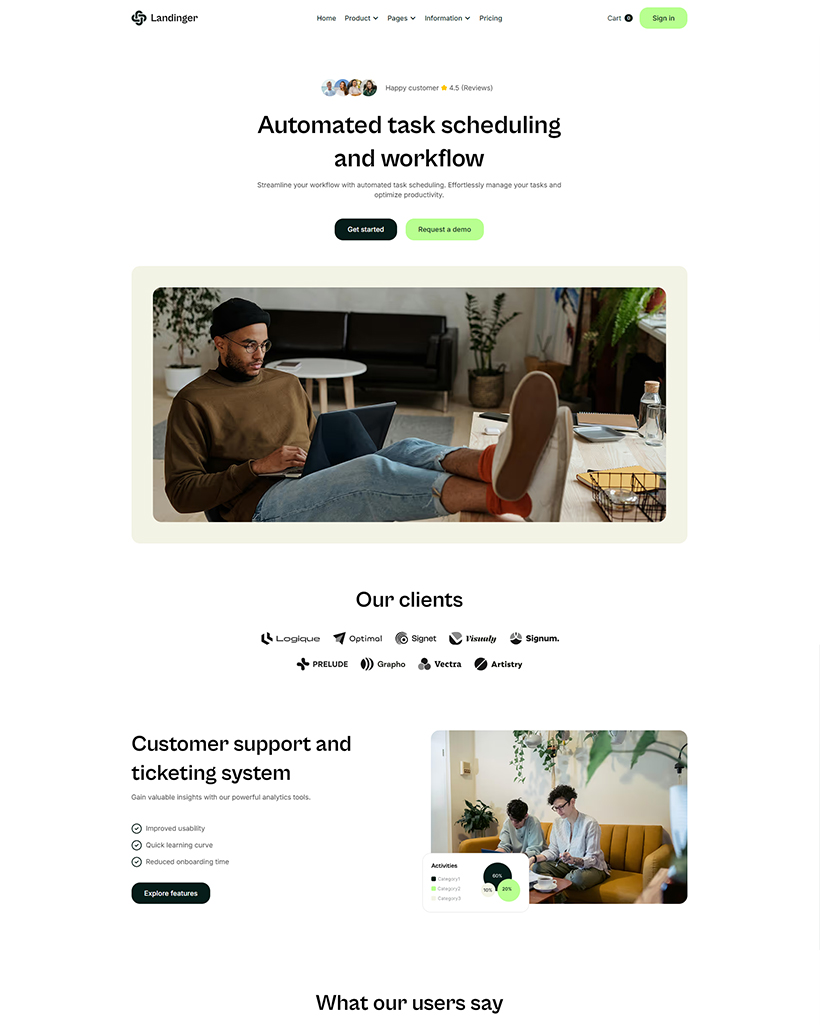 Landinger
Home Product Pages Information Pricing
Cart 0 Sign in
Happy customer 4.5 (Reviews)
Automated task scheduling
and workflow
Streamline your workflow with automated task scheduling. Effortlessly manage your tasks and
optimize productivity.
Get started Request a demo
Our clients
Logique Optimal Signet Visualy Signum.
PRELUDE Grapho Vectra Artistry
Customer support and
ticketing system
Gain valuable insights with our powerful analytics tools.
Improved usability
Quick learning curve
Reduced onboarding time
Explore features
Activities
Category1
Category2
Category3
60%
10% 20%
What our users say